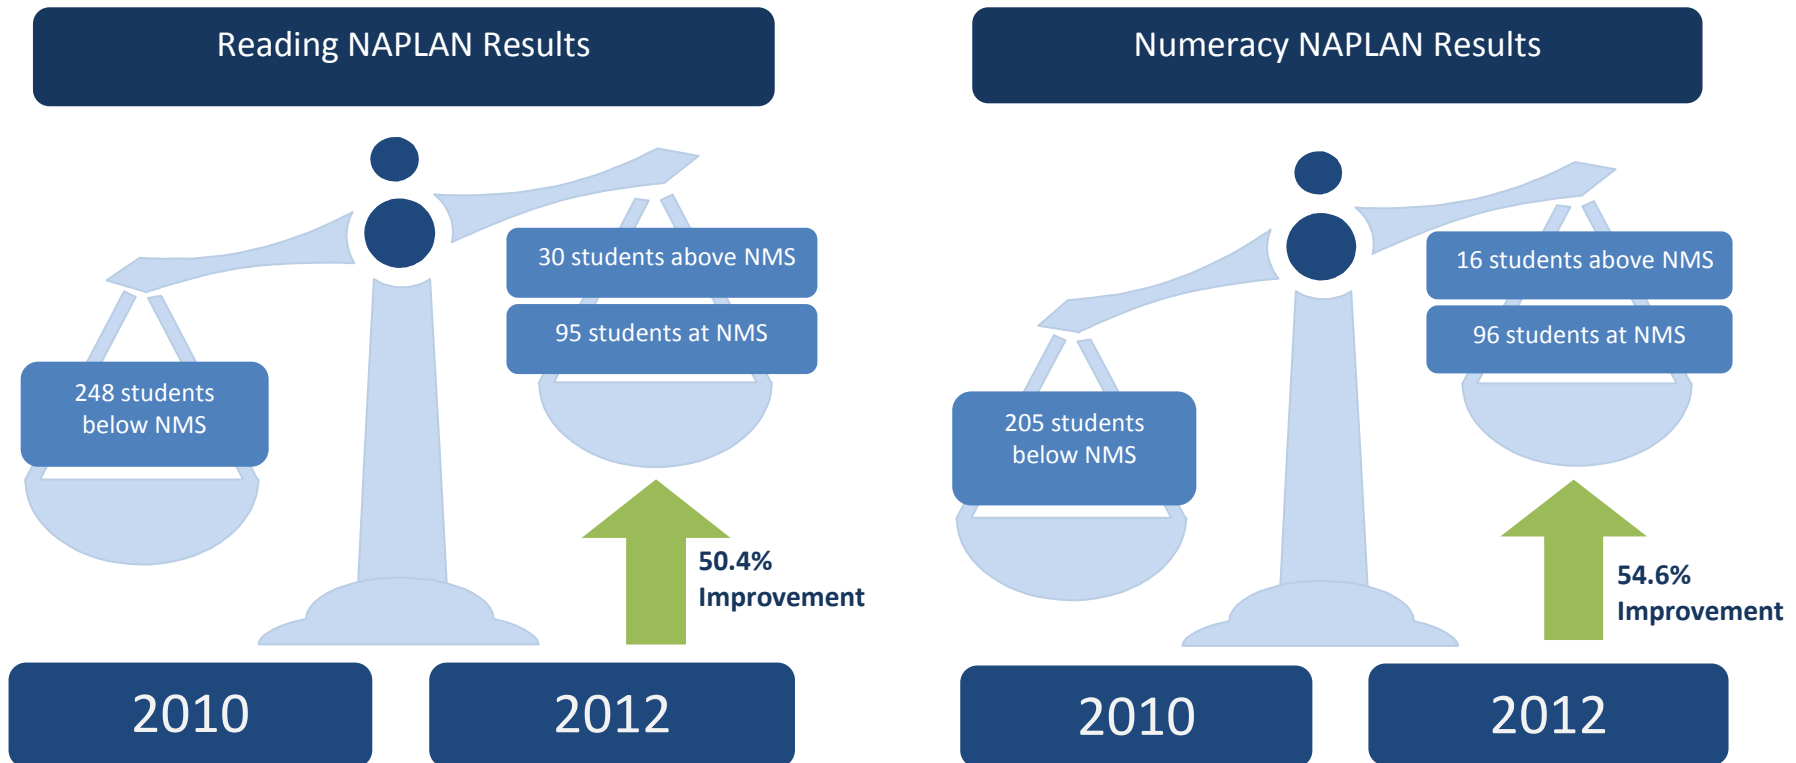 Reading NAPLAN Results
30 students above NMS
95 students at NMS
248 students
below NMS
50.4%
Improvement
2010
2012
Numeracy NAPLAN Results
16 students above NMS
96 students at NMS
205 students
below NMS
54.6%
Improvement
2010
2012